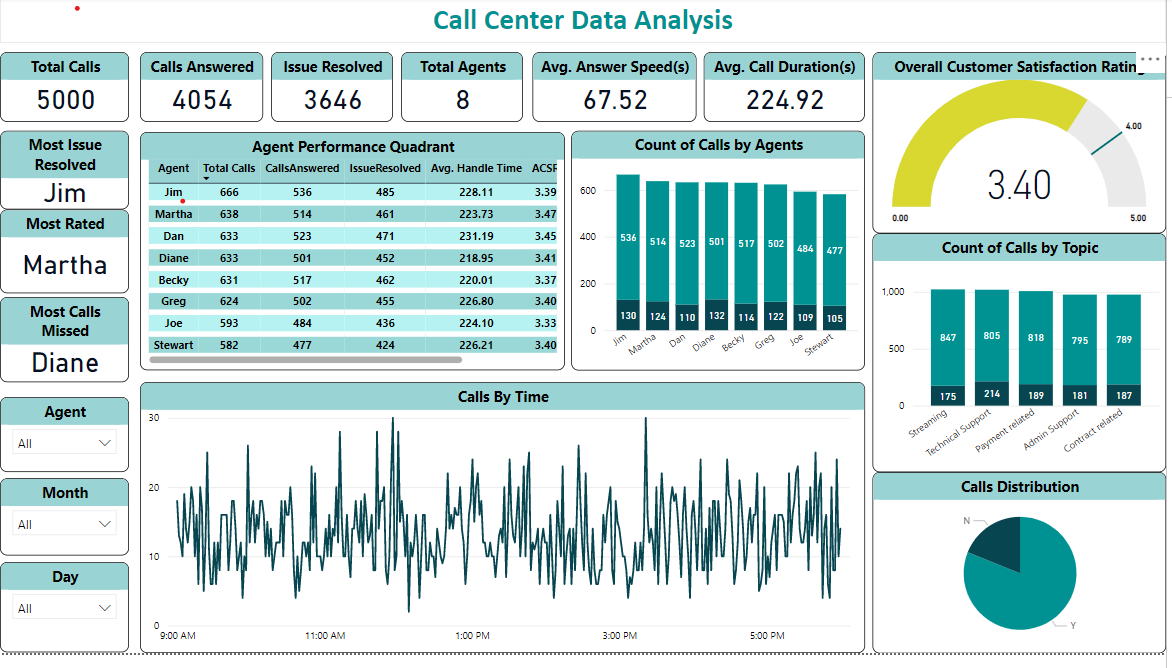 Call Center Data Analysis
Total Calls
5000
Calls Answered
4054
Issue Resolved
3646
Total Agents
8
Avg. Answer Speed(s)
67.52
Avg. Call Duration(s)
224.92
Overall Customer Satisfaction Rating
4.00
3.40
0.00
5.00
Most Issue
Resolved
Jim
Most Rated
Martha
Most Calls
Missed
Diane
Agent
All
Month
All
Day
All
Agent Performance Quadrant
Agent Total Calls CallsAnswered IssueResolved Avg. Handle Time ACSR
Jim 666 536 485 228.11 3.39
Martha 638 514 461 223.73 3.47
Dan 633 523 471 231.19 3.45
Diane 633 501 452 218.95 3.41
Becky 631 517 462 220.01 3.37
Greg 624 502 455 226.80 3.40
Joe 593 484 436 224.10 3.33
Stewart 582 477 424 226.21 3.40
Count of Calls by Agents
600
400
200
0
536 514 523 501 517 502 484 477
130 124 110 132 114 122 109 105
Jim Martha Dan Diane Becky Greg Joe Stewart
Count of Calls by Topic
1,000
500
0
847 805 818 795 789
175 214 189 181 187
Streaming Technical Support Payment related Admin Support Contract related
Calls By Time
30
20
10
0
9:00 AM 11:00 AM 1:00 PM 3:00 PM 5:00 PM
Calls Distribution
N
Y